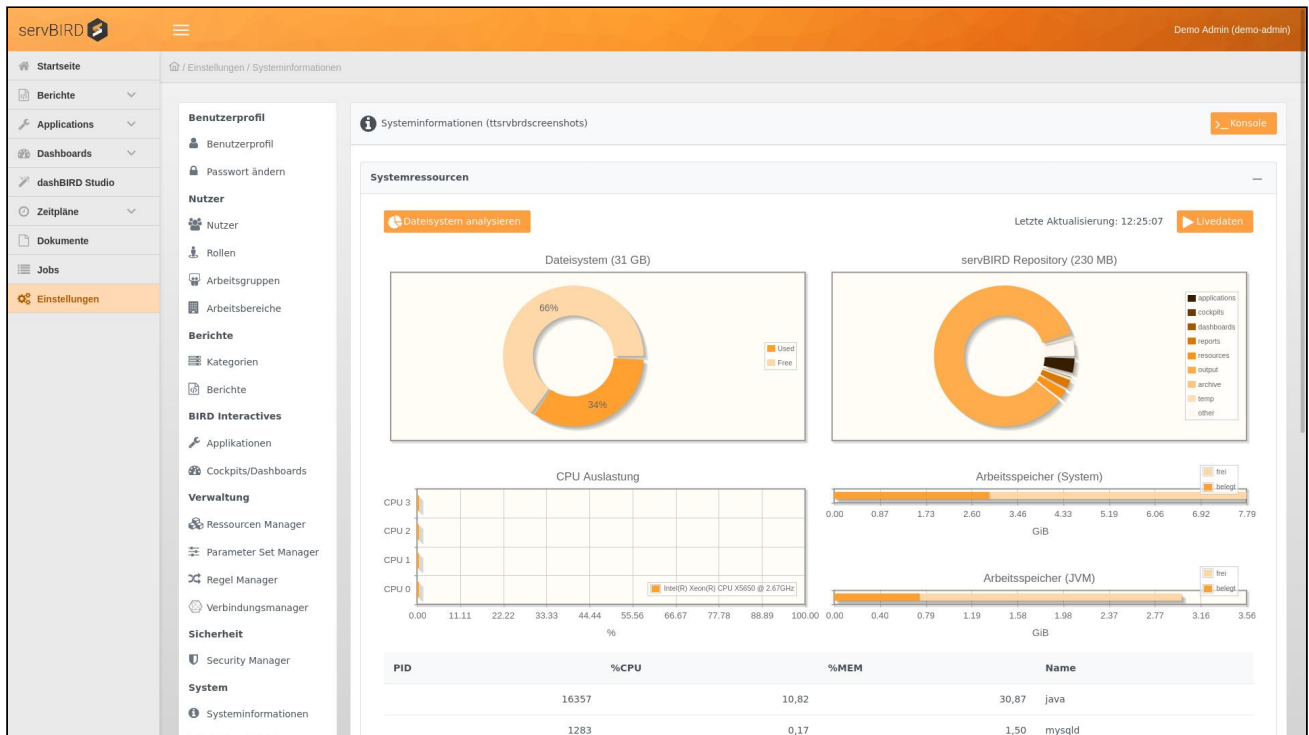 servBIRD
Demo Admin (demo-admin)
Startseite
Berichte
Applications
Dashboards
dashBIRD Studio
Zeitpläne
Dokumente
Jobs
Einstellungen
/ Einstellungen / Systeminformationen
Benutzerprofil
Benutzerprofil
Passwort ändern
Nutzer
Nutzer
Rollen
Arbeitsgruppen
Arbeitsbereiche
Berichte
Kategorien
Berichte
BIRD Interactives
Applikationen
Cockpits/Dashboards
Verwaltung
Ressourcen Manager
Parameter Set Manager
Regel Manager
Verbindungsmanager
Sicherheit
Security Manager
System
Systeminformationen
Systeminformationen (ttsrvbrdscreenshots)
>_ Konsole
Systemressourcen
Dateisystem analysieren
Letzte Aktualisierung: 12:25:07
Livedaten
Dateisystem (31 GB)
66%
34%
Used
Free
servBIRD Repository (230 MB)
applications
cockpits
dashboards
reports
resources
output
archive
temp
other
CPU Auslastung
CPU 3
CPU 2
CPU 1
CPU 0
Intel(R) Xeon(R) CPU X5650 @ 2.67GHz
0.00 11.11 22.22 33.33 44.44 55.56 66.67 77.78 88.89 100.00
%
Arbeitsspeicher (System)
frei
belegt
0.00 0.87 1.73 2.60 3.46 4.33 5.19 6.06 6.92 7.79
GiB
Arbeitsspeicher (JVM)
frei
belegt
0.00 0.40 0.79 1.19 1.58 1.98 2.37 2.77 3.16 3.56
GiB
PID %CPU %MEM Name
16357 10,82 30,87 java
1283 0,17 1,50 mysqld